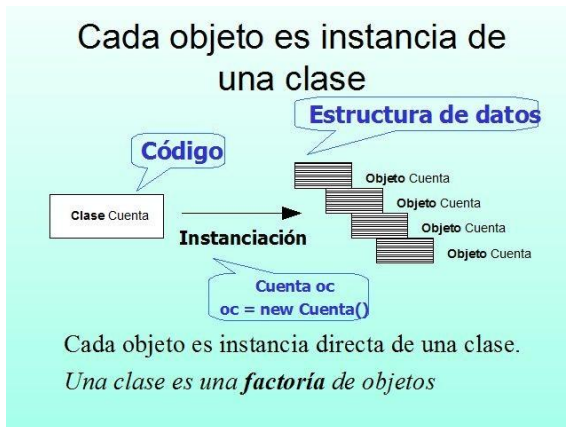 Cada objeto es instancia de
una clase
Estructura de datos
Código
Clase Cuenta
Instanciación
Objeto Cuenta
Objeto Cuenta
Objeto Cuenta
Objeto Cuenta
Cuenta oc
oc = new Cuenta()
Cada objeto es instancia directa de una clase.
Una clase es una factoría de objetos